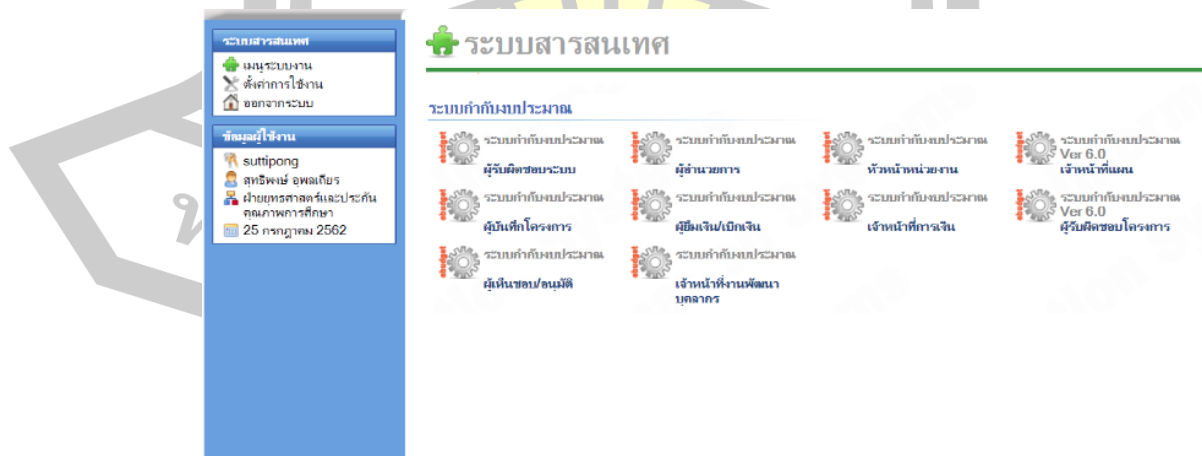 ระบบสารสนเทศ
เมนูระบบงาน
ตั้งค่าการใช้งาน
ออกจากระบบ
ข้อมูลผู้ใช้งาน
suttipong
สุทธิพงษ์ อุพลเถียร
ฝ่ายยุทธศาสตร์และประกัน
คุณภาพการศึกษา
25 กรกฎาคม 2562
ระบบสารสนเทศ
ระบบกำกับงบประมาณ
ebudget
ระบบกำกับงบประมาณ
ผู้รับผิดชอบระบบ
ebudget
ระบบกำกับงบประมาณ
ผู้อำนวยการ
ebudget
ระบบกำกับงบประมาณ
หัวหน้าหน่วยงาน
ebudget
ระบบกำกับงบประมาณ
Ver 6.0
เจ้าหน้าที่แผน
ebudget
ระบบกำกับงบประมาณ
ผู้บันทึกโครงการ
ebudget
ระบบกำกับงบประมาณ
ผู้ยืมเงิน/เบิกเงิน
ebudget
ระบบกำกับงบประมาณ
เจ้าหน้าที่การเงิน
ebudget
ระบบกำกับงบประมาณ
Ver 6.0
ผู้รับผิดชอบโครงการ
ebudget
ระบบกำกับงบประมาณ
ผู้เห็นชอบ/อนุมัติ
ebudget
ระบบกำกับงบประมาณ
เจ้าหน้าที่งานพัฒนา
บุคลากร